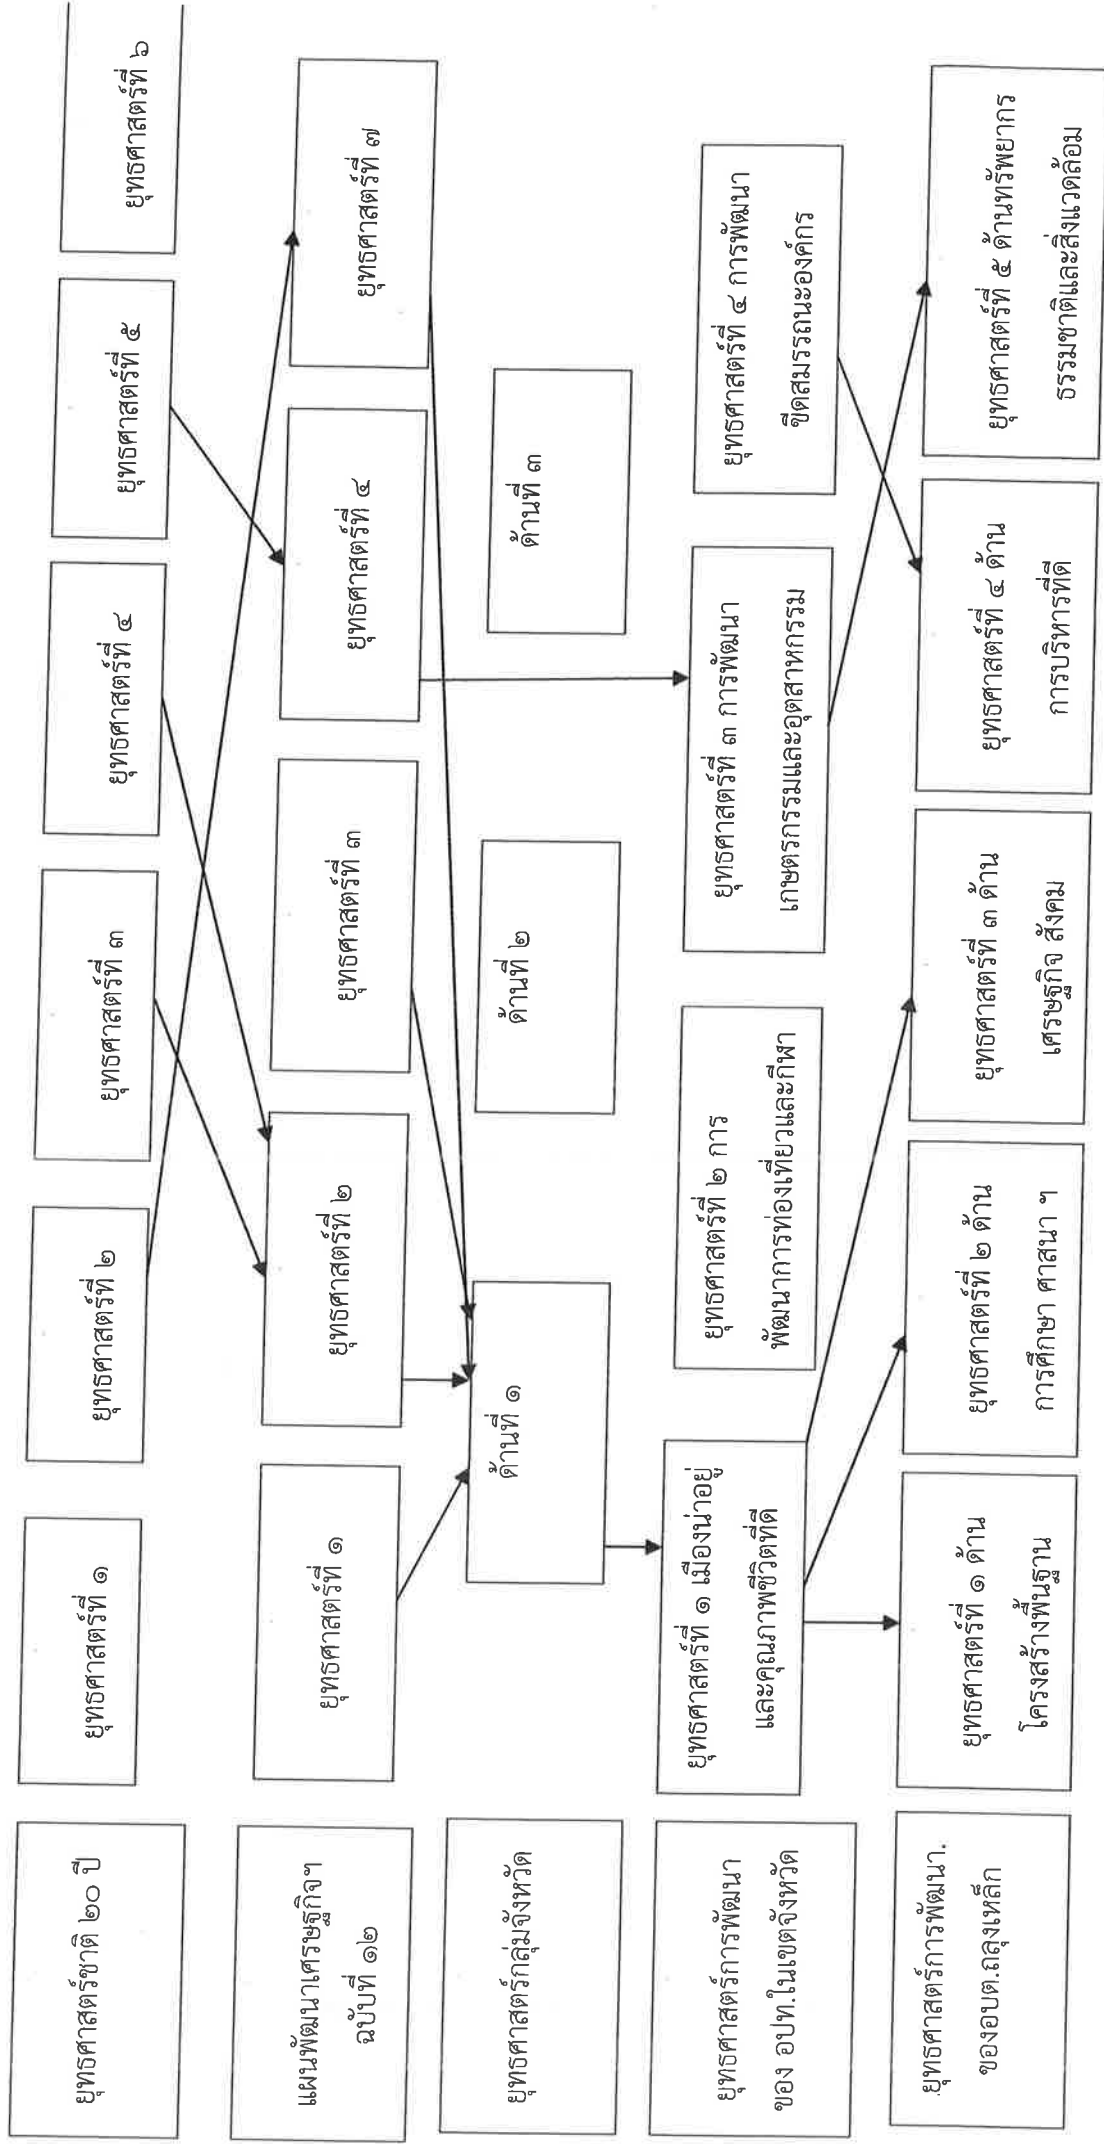 ยุทธศาสตร์ชาติ ๒๐ ปี
ยุทธศาสตร์ที่ ๑
ยุทธศาสตร์ที่ ๒
ยุทธศาสตร์ที่ ๓
ยุทธศาสตร์ที่ ๔
ยุทธศาสตร์ที่ ๕
ยุทธศาสตร์ที่ ๖
แผนพัฒนาเศรษฐกิจฯ
ฉบับที่ ๑๒
ยุทธศาสตร์ที่ ๑
ยุทธศาสตร์ที่ ๒
ยุทธศาสตร์ที่ ๓
ยุทธศาสตร์ที่ ๔
ยุทธศาสตร์ที่ ๗
ยุทธศาสตร์กลุ่มจังหวัด
ด้านที่ ๑
ด้านที่ ๒
ด้านที่ ๓
ยุทธศาสตร์การพัฒนา
ของ อปท.ในเขตจังหวัด
ยุทธศาสตร์ที่ ๑ เมืองน่าอยู่
และคุณภาพชีวิตที่ดี
ยุทธศาสตร์ที่ ๒ การ
พัฒนาการท่องเที่ยวและกีฬา
ยุทธศาสตร์ที่ ๓ การพัฒนา
เกษตรกรรมและอุตสาหกรรม
ยุทธศาสตร์ที่ ๔ การพัฒนา
ขีดสมรรถนะองค์กร
ยุทธศาสตร์การพัฒนา.
ของอบต.ถลุงเหล็ก
ยุทธศาสตร์ที่ ๑ ด้าน
โครงสร้างพื้นฐาน
ยุทธศาสตร์ที่ ๒ ด้าน
การศึกษา ศาสนา ฯ
ยุทธศาสตร์ที่ ๓ ด้าน
เศรษฐกิจ สังคม
ยุทธศาสตร์ที่ ๔ ด้าน
การบริหารที่ดี
ยุทธศาสตร์ที่ ๕ ด้านทรัพยากร
ธรรมชาติและสิ่งแวดล้อม